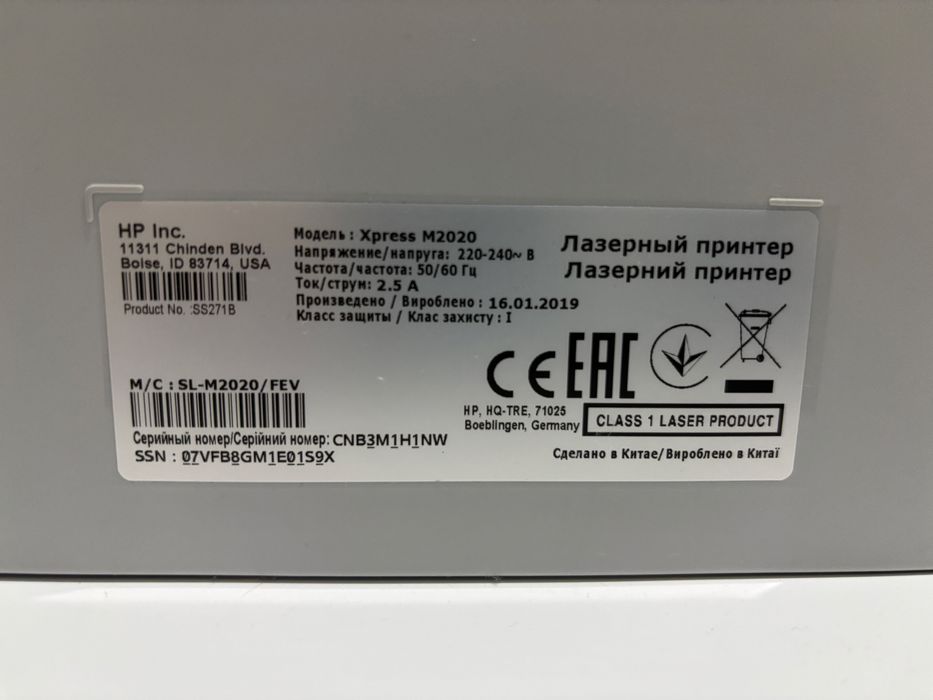 HP Inc.
11311 Chinden Blvd.
Boise, ID 83714, USA
Product No. :SS271B
Модель : Xpress M2020
Напряжение/напруга: 220-240~ В
Частота/частота: 50/60 Гц
Ток/струм: 2.5 А
Произведено / Вироблено : 16.01.2019
Класс защиты / Клас захисту : I
Лазерный принтер
Лазерний принтер
M/C : SL-M2020/FEV
Серийный номер/Серійний номер: CNB3M1H1NW
SSN : 07VFB8GM1E01S9X
CE EAC
HP, HQ-TRE, 71025
Boeblingen, Germany
CLASS 1 LASER PRODUCT
Сделано в Китае/Вироблено в Китаї